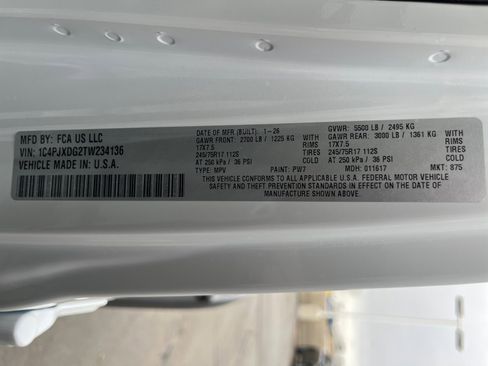 MFD BY: FCA US LLC
VIN: 1C4PJXDG2TW234136
VEHICLE MADE IN: U.S.A.
DATE OF MFR (BUILT): 1-26
GAWR FRONT: 2700 LB / 1225 KG
17X7.5 RIMS
245/75R17 112S TIRES
AT 250 kPa / 36 PSI COLD
TYPE: MPV
GVWR: 5500 LB / 2495 KG
GAWR REAR: 3000 LB / 1361 KG
WITH
17X7.5 RIMS
245/75R17 112S TIRES
AT 250 kPa / 36 PSI COLD
PAINT: PW7
MDH: 011617
MKT: 875
THIS VEHICLE CONFORMS TO ALL APPLICABLE U.S.A. FEDERAL MOTOR VEHICLE
SAFETY AND THEFT PREVENTION STANDARDS IN EFFECT ON THE DATE OF
MANUFACTURE SHOWN ABOVE.